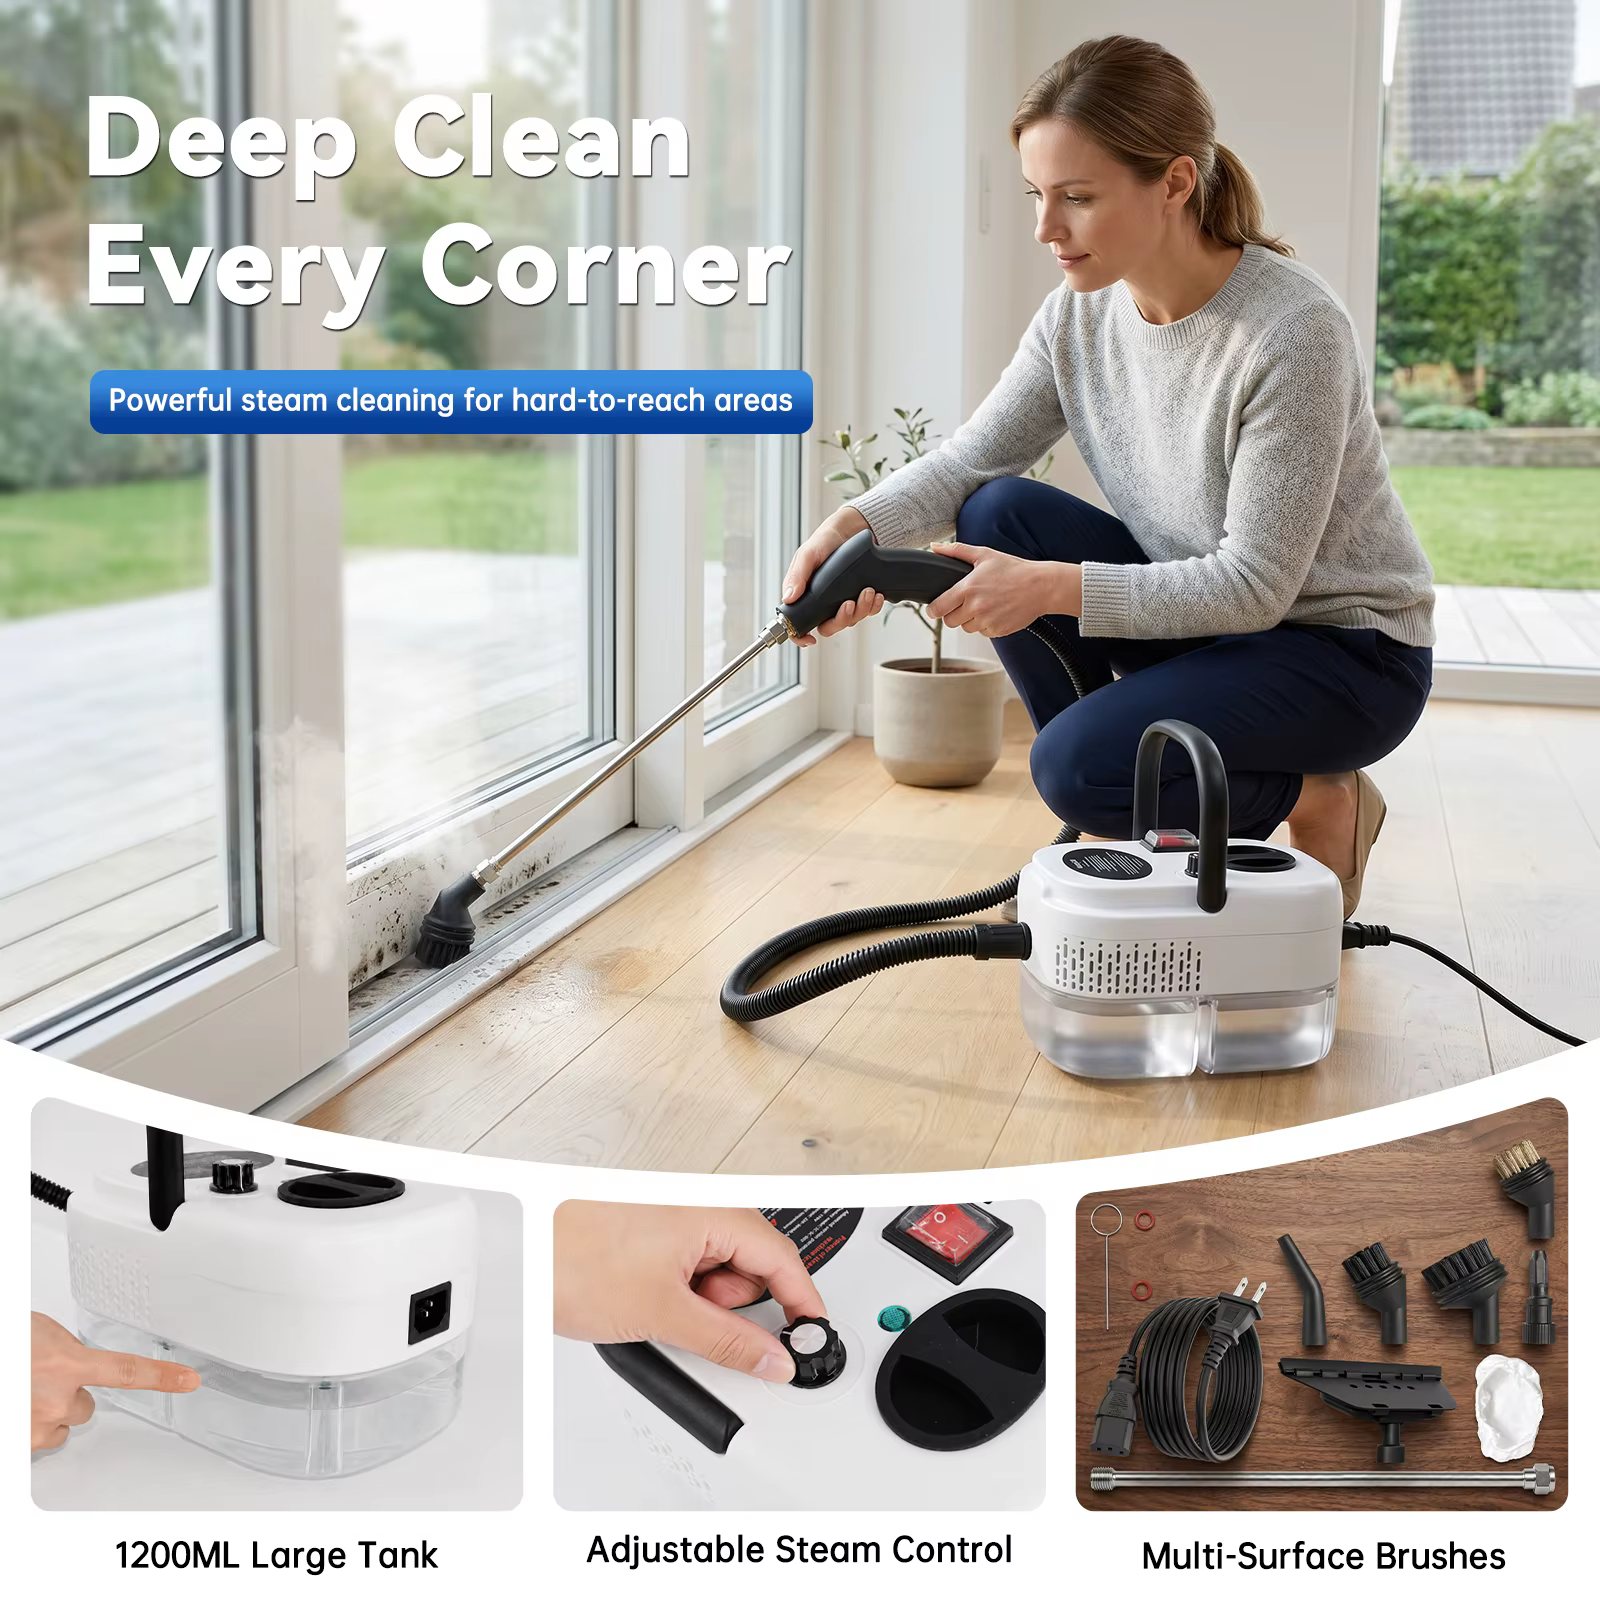 Deep Clean
Every Corner
Powerful steam cleaning for hard-to-reach areas
1200ML Large Tank
Adjustable Steam Control
Multi-Surface Brushes